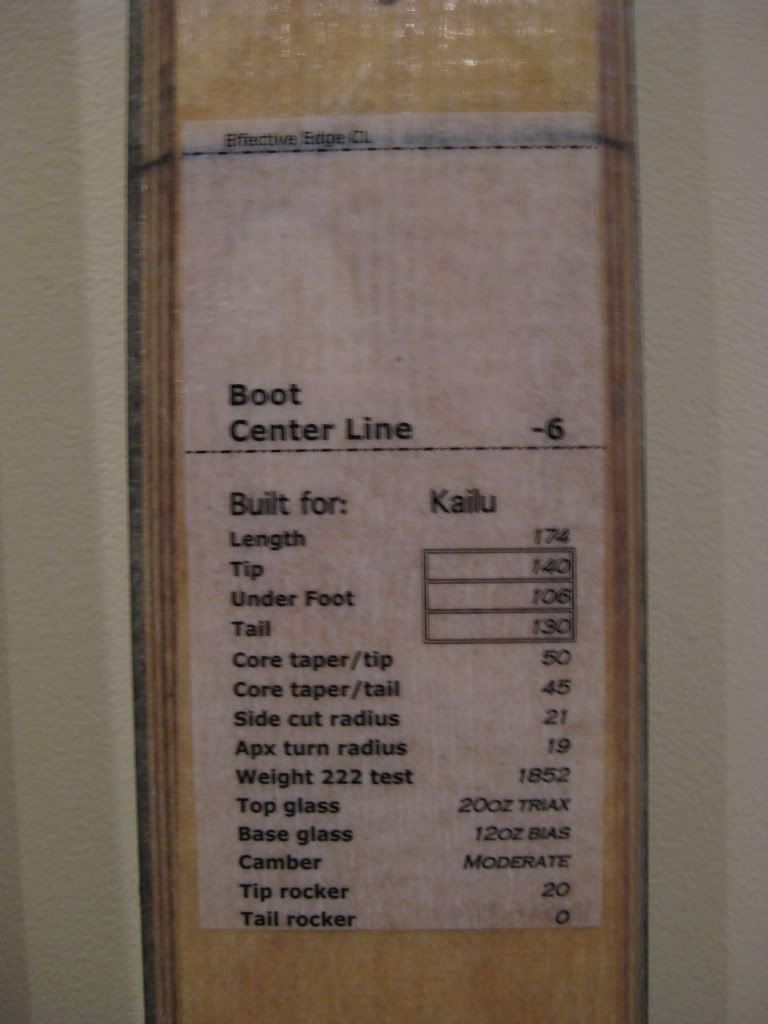 Effective Edge CL
Boot
Center Line -6
Built for: Kailu
Length 174
Tip 140
Under Foot 106
Tail 130
Core taper/tip 50
Core taper/tail 45
Side cut radius 21
Apx turn radius 19
Weight 222 test 1852
Top glass 20oz triax
Base glass 12oz bias
Camber Moderate
Tip rocker 20
Tail rocker 0